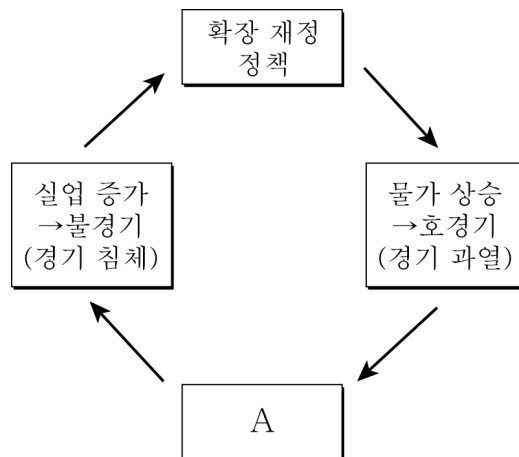 확장 재정
정책
실업 증가
→불경기
(경기 침체)
물가 상승
→호경기
(경기 과열)
A